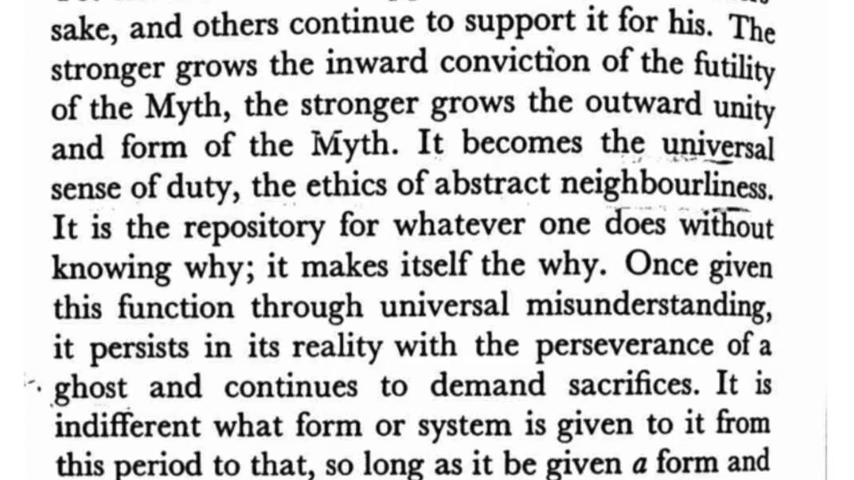 sake, and others continue to support it for his. The
stronger grows the inward conviction of the futility
of the Myth, the stronger grows the outward unity
and form of the Myth. It becomes the universal
sense of duty, the ethics of abstract neighbourliness.
It is the repository for whatever one does without
knowing why; it makes itself the why. Once given
this function through universal misunderstanding,
it persists in its reality with the perseverance of a
ghost and continues to demand sacrifices. It is
indifferent what form or system is given to it from
this period to that, so long as it be given a form and